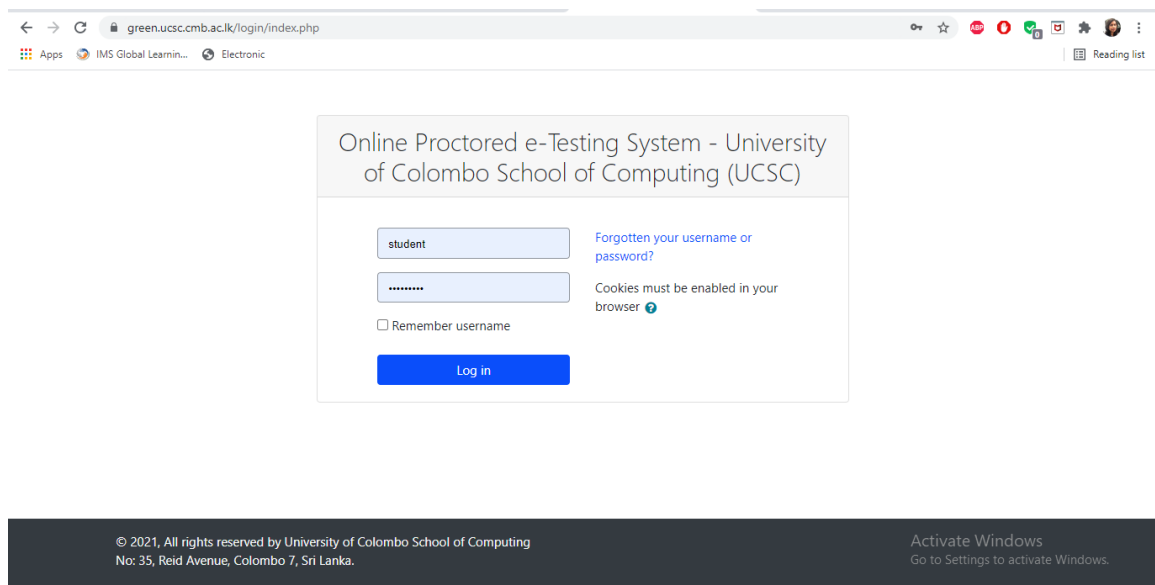 green.ucsc.cmb.ac.lk/login/index.php
ABP
0
Apps
IMS Global Learnin...
Electronic
Reading list
Online Proctored e-Testing System - University
of Colombo School of Computing (UCSC)
student
•••••••••
Forgotten your username or
password?
Cookies must be enabled in your
browser ?
Remember username
Log in
© 2021, All rights reserved by University of Colombo School of Computing
No: 35, Reid Avenue, Colombo 7, Sri Lanka.
Activate Windows
Go to Settings to activate Windows.